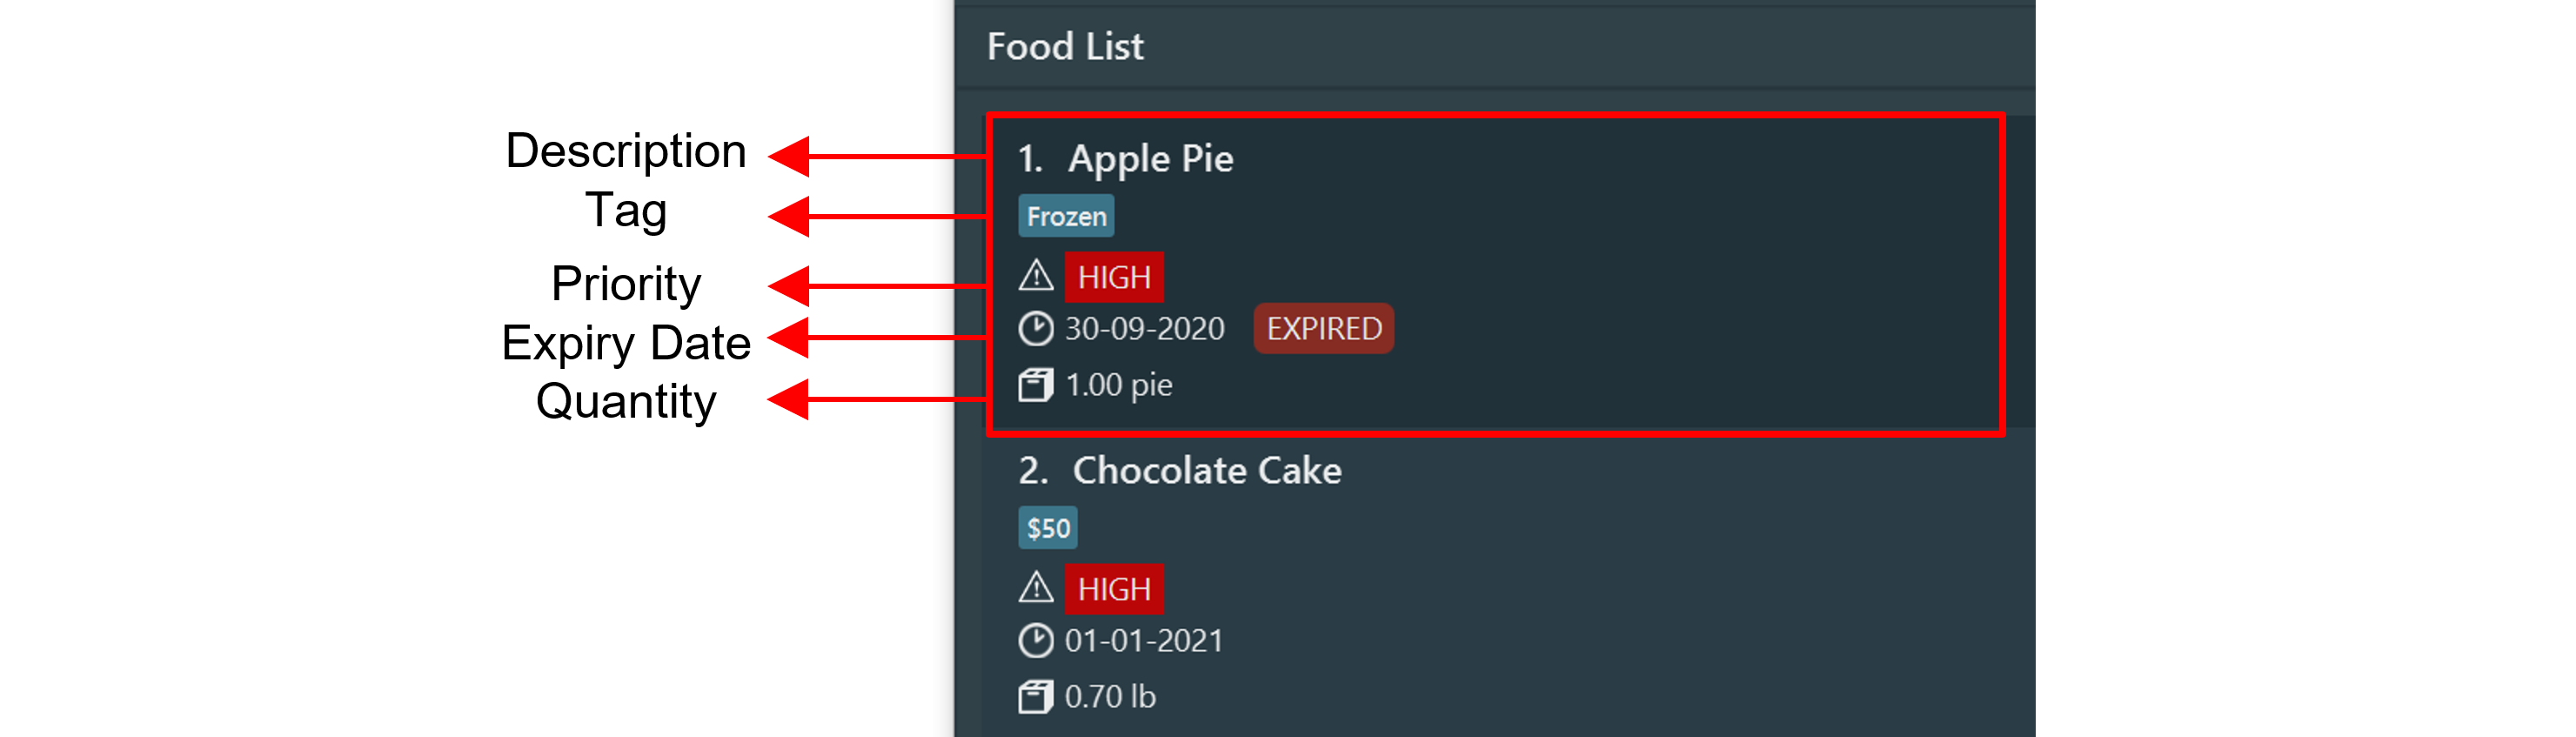 Food List
Description
Tag
Priority
Expiry Date
Quantity
1. Apple Pie
Frozen
HIGH
30-09-2020 EXPIRED
1.00 pie
2. Chocolate Cake
$50
HIGH
01-01-2021
0.70 lb